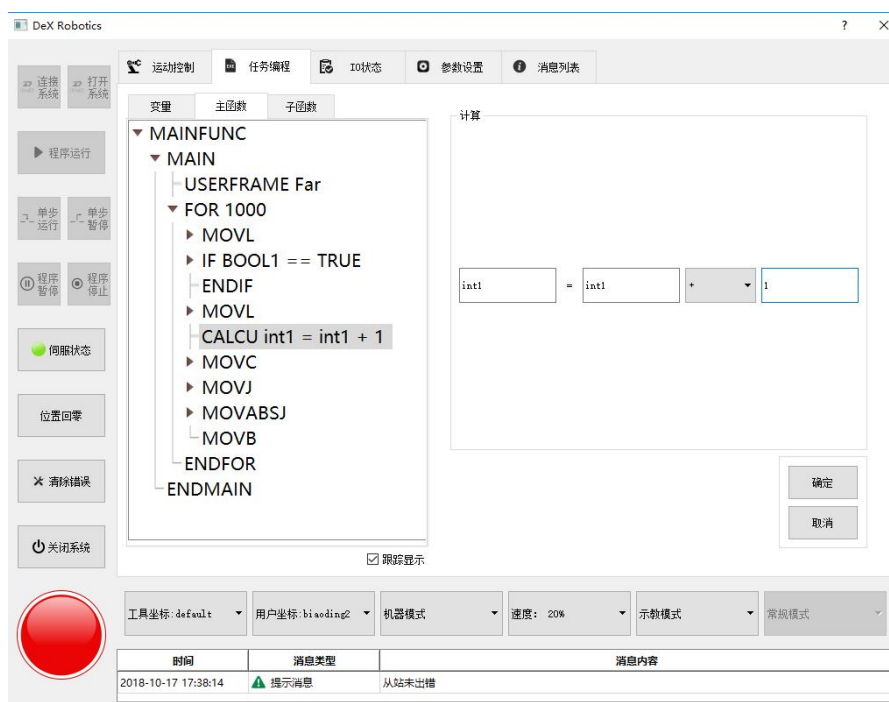 DeX Robotics
?
运动控制
任务编程
IO状态
参数设置
消息列表
连接系统
打开系统
程序运行
单步运行
单步暂停
程序暂停
程序停止
伺服状态
位置回零
清除错误
关闭系统
变量
主函数
子函数
MAINFUNC
MAIN
USERFRAME Far
FOR 1000
MOVL
IF BOOL1 == TRUE
ENDIF
MOVL
CALCU int1 = int1 + 1
MOVC
MOVJ
MOVABSJ
MOVB
ENDFOR
ENDMAIN
跟踪显示
计算
int1 = int1 + 1
确定
取消
工具坐标:default
用户坐标:biaoding2
机器模式
速度: 20%
示教模式
常规模式
时间 消息类型 消息内容
2018-10-17 17:38:14 提示消息 从站未出错